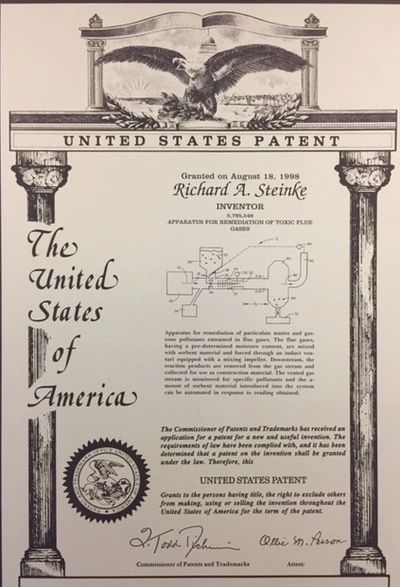 UNITED STATES PATENT
Granted on August 18, 1998
Richard A. Steinke
INVENTOR
5,795,549
APPARATUS FOR REMEDIATION OF TOXIC FLUE
GASES
The
United
States
of
America
Apparatus for remediation of particulate matter and gas-
eous pollutants entrained in flue gases. The flue gases,
having a pre-determined moisture content, are mixed
with sorbent material and forced through an induct ven-
turi equipped with a mixing impeller. Downstream, the
reaction products are removed from the gas stream and
collected for use as construction material. The vented gas
stream is monitored for specific pollutants and the a-
mount of sorbent material introduced into the system
can be automated in response to reading obtained.
The Commissioner of Patents and Trademarks has received an
application for a patent for a new and useful invention. The
requirements of law have been complied with, and it has been
determined that a patent on the invention shall be granted
under the law. Therefore, this
UNITED STATES PATENT
Grants to the persons having title, the right to exclude others
from making, using or selling the invention throughout the
United States of America for the term of the patent.
Ollie M. Person
Commissioner of Patents and Trademarks
Attest: